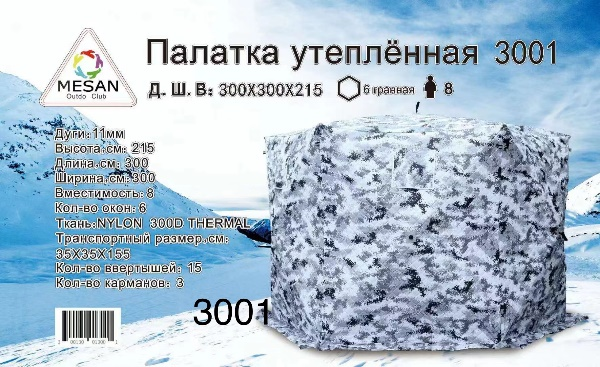 MESAN
Outdo Club
Палатка утеплённая 3001
Д. Ш. В: 300X300X215 6 гранная 8
Дуги:11мм
Высота.см: 215
Длина.см: 300
Ширина.см:300
Вместимость: 8
Кол-во окон: 6
Ткань:NYLON 300D THERMAL
Транспортный размер.см:
35X35X155
Кол-во ввертышей: 15
Кол-во карманов: 3
3001